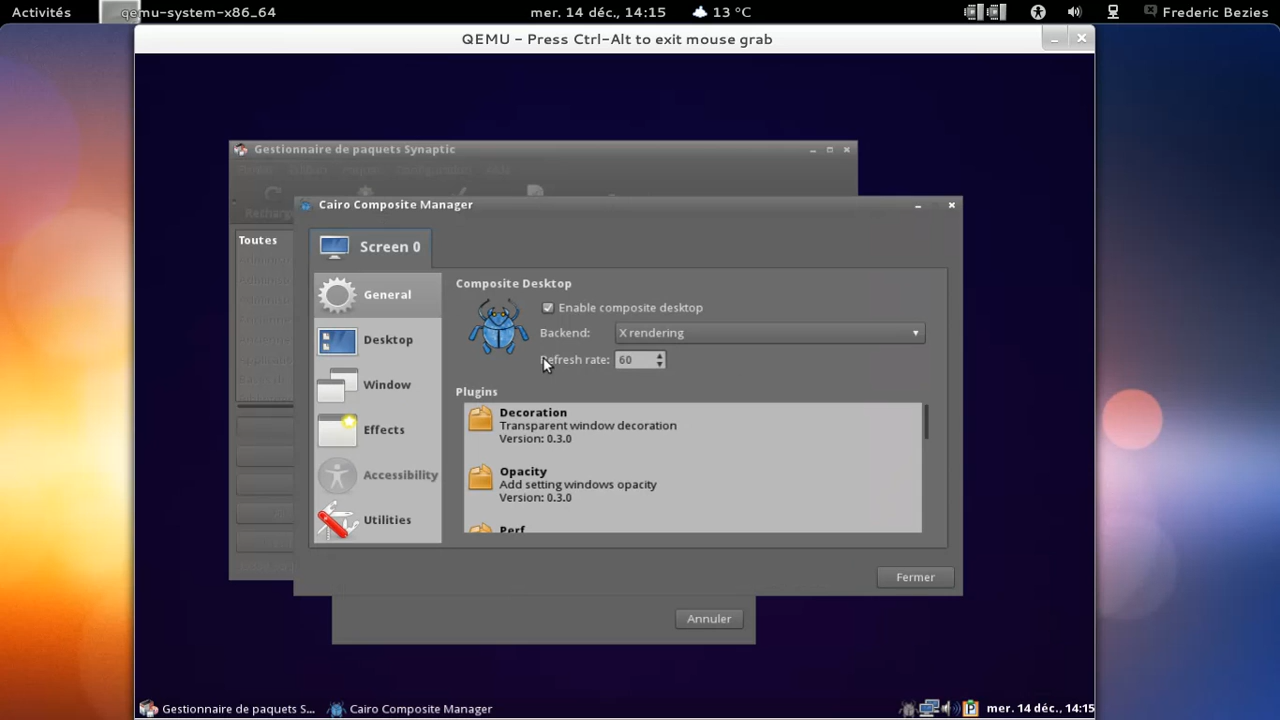 Activités
qemu-system-x86_64
mer. 14 déc., 14:15
13 °C
Frederic Bezies
QEMU - Press Ctrl-Alt to exit mouse grab
Gestionnaire de paquets Synaptic
Cairo Composite Manager
Toutes
Screen 0
General
Desktop
Window
Effects
Accessibility
Utilities
Composite Desktop
Enable composite desktop
Backend: X rendering
Refresh rate: 60
Plugins
Decoration
Transparent window decoration
Version: 0.3.0
Opacity
Add setting windows opacity
Version: 0.3.0
Perf
Fermer
Annuler
Gestionnaire de paquets S...
Cairo Composite Manager
mer. 14 déc., 14:15